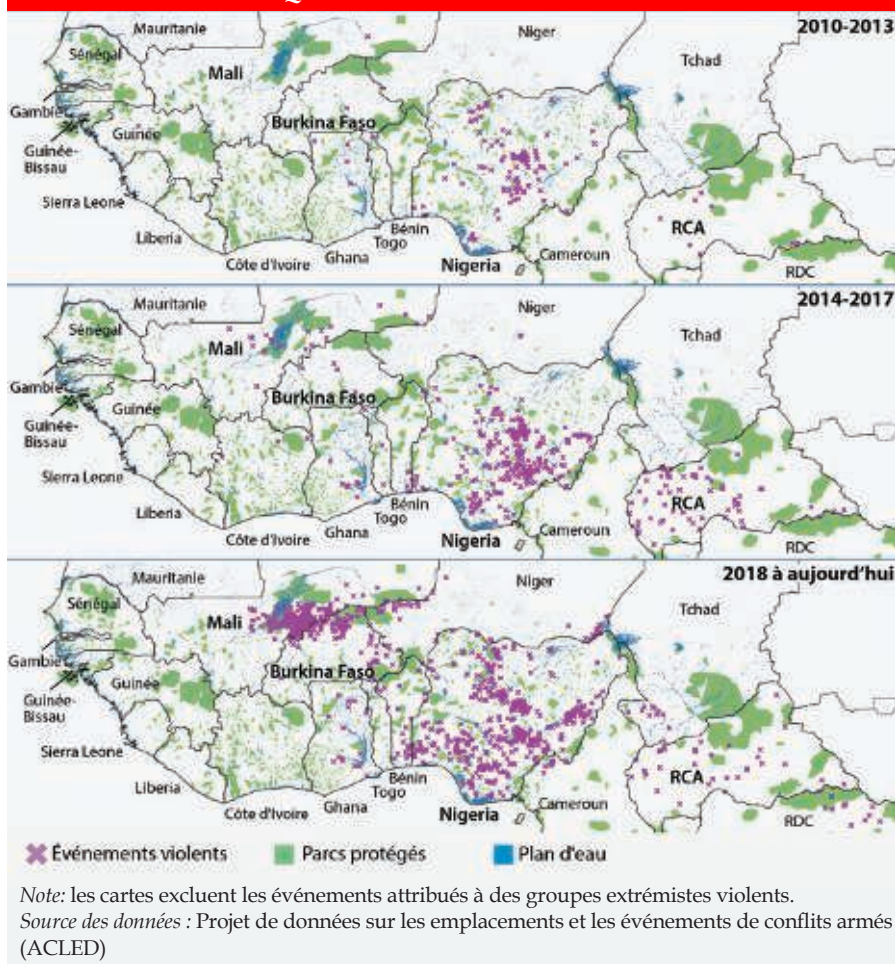 2010-2013
Mauritanie
Niger
Sénégal
Mali
Tchad
Gambie
Burkina Faso
Guinée
Guinée-
Bissau
Sierra Leone
RCA
Liberia
Bénin
Togo
Côte d'Ivoire
Ghana
Nigeria
Cameroun
RDC
2014-2017
Mauritanie
Niger
Sénégal
Mali
Tchad
Gambie
Burkina Faso
Guinée
Guinée-
Bissau
Sierra Leone
RCA
Liberia
Bénin
Togo
Côte d'Ivoire
Ghana
Nigeria
Cameroun
RDC
2018 à aujourd'hui
Mauritanie
Niger
Sénégal
Mali
Tchad
Gambie
Burkina Faso
Guinée
Guinée-
Bissau
Sierra Leone
RCA
Liberia
Bénin
Togo
Côte d'Ivoire
Ghana
Nigeria
Cameroun
RDC
Événements violents Parcs protégés Plan d'eau
Note: les cartes excluent les événements attribués à des groupes extrémistes violents.
Source des données : Projet de données sur les emplacements et les événements de conflits armés
(ACLED)